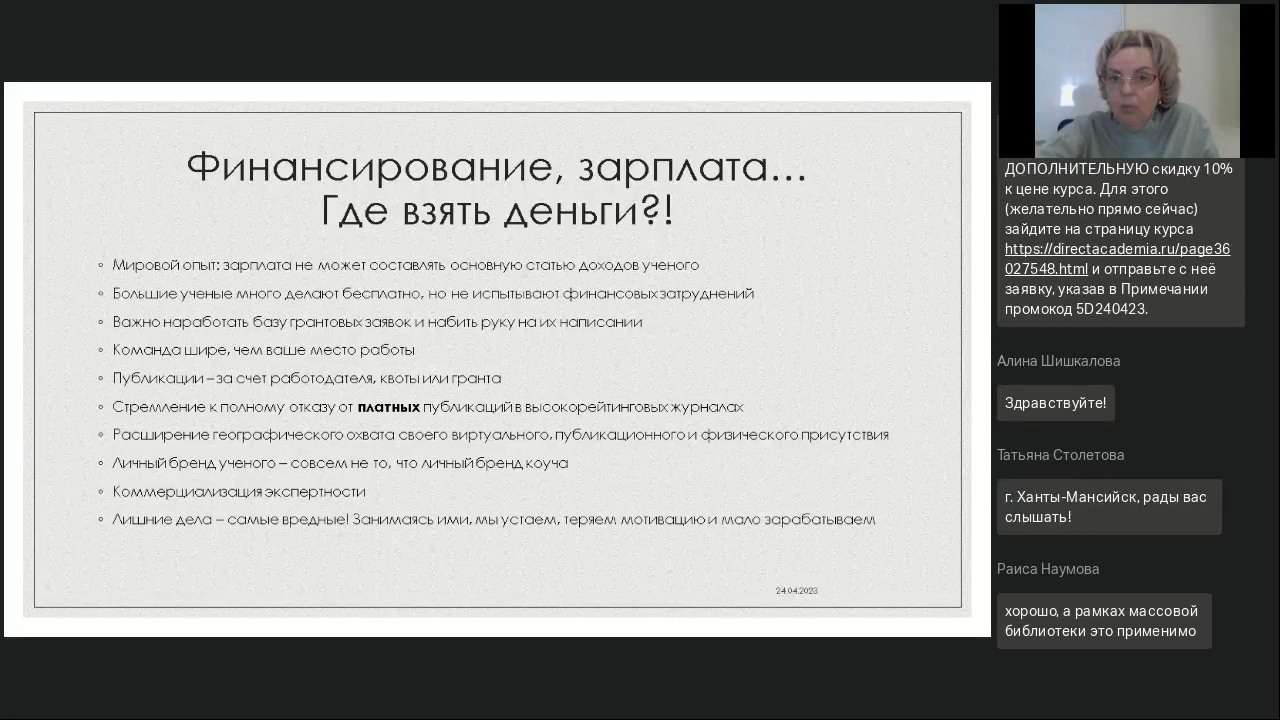 Финансирование, зарплата...
Где взять деньги?!
◦ Мировой опыт: зарплата не может составлять основную статью доходов ученого
◦ Большие ученые много делают бесплатно, но не испытывают финансовых затруднений
◦ Важно наработать базу грантовых заявок и набить руку на их написании
◦ Команда шире, чем ваше место работы
◦ Публикации – за счет работодателя, квоты или гранта
◦ Стремление к полному отказу от платных публикаций в высокорейтинговых журналах
◦ Расширение географического охвата своего виртуального, публикационного и физического присутствия
◦ Личный бренд ученого – совсем не то, что личный бренд коуча
◦ Коммерциализация экспертности
◦ Лишние дела – самые вредные! Занимаясь ими, мы устаем, теряем мотивацию и мало зарабатываем
24.04.2023
ДОПОЛНИТЕЛЬНУЮ скидку 10%
к цене курса. Для этого
(желательно прямо сейчас)
зайдите на страницу курса
https://directacademia.ru/page36
027548.html и отправьте с неё
заявку, указав в Примечании
промокод 5D240423.
Алина Шишкалова
Здравствуйте!
Татьяна Столетова
г. Ханты-Мансийск, рады вас
слышать!
Раиса Наумова
хорошо, а рамках массовой
библиотеки это применимо